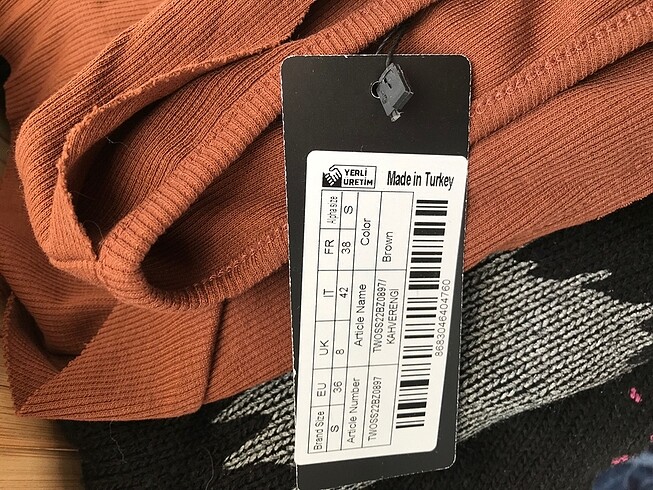 YERLİ
ÜRETİM
Made in Turkey
Brand Size EU UK IT FR Alpha size
S 36 8 42 38 S
Article Number Article Name Color
TWOSS22BZ0897 TWOSS22BZ0897/ Brown
KAHVERENGI
8683046404760